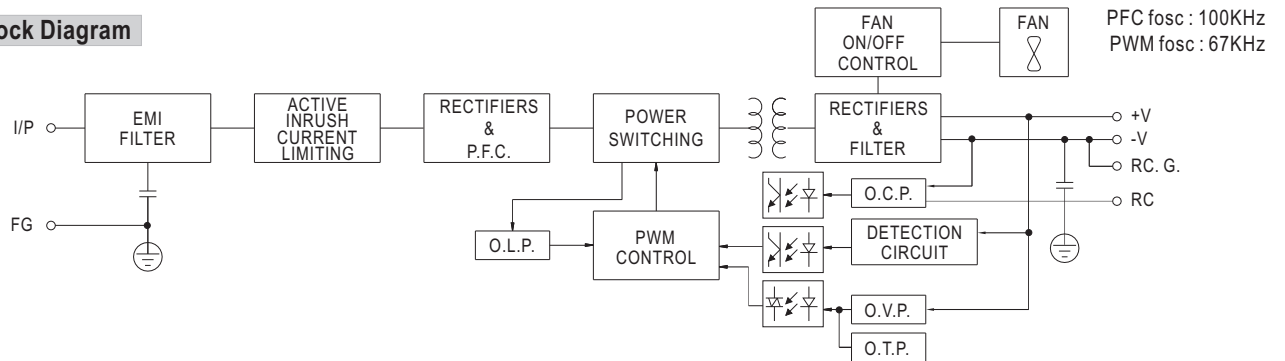 ock Diagram
FAN
ON/OFF
CONTROL
FAN
PFC fosc : 100KHz
PWM fosc : 67KHz
I/P
EMI
FILTER
ACTIVE
INRUSH
CURRENT
LIMITING
RECTIFIERS
&
P.F.C.
POWER
SWITCHING
RECTIFIERS
&
FILTER
+V
-V
RC. G.
RC
FG
O.L.P.
PWM
CONTROL
O.C.P.
DETECTION
CIRCUIT
O.V.P.
O.T.P.